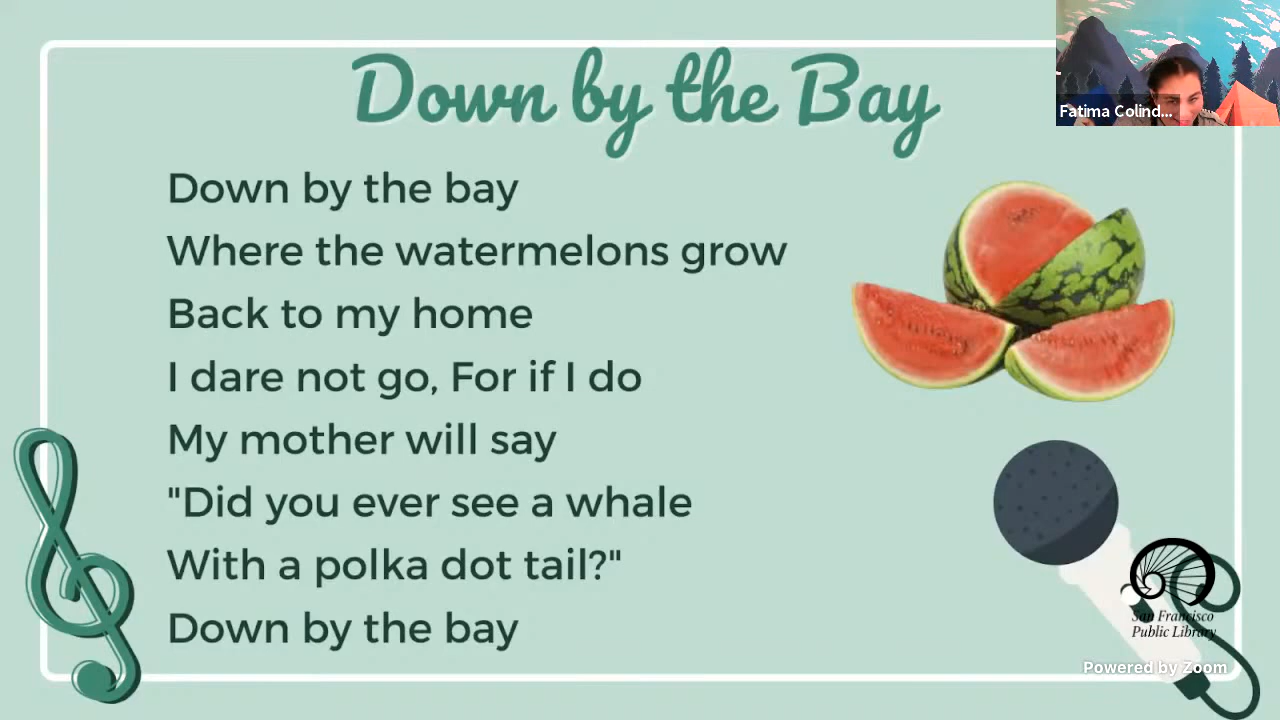 Down by the Bay
Fatima Colind...
Down by the bay
Where the watermelons grow
Back to my home
I dare not go, For if I do
My mother will say
"Did you ever see a whale
With a polka dot tail?"
Down by the bay
San Francisco
Public Library
Powered by Zoom